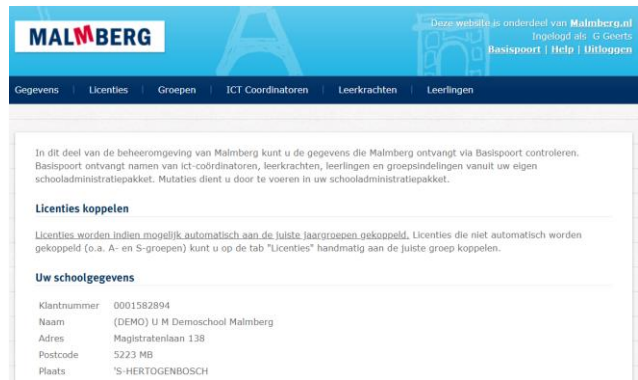 MALMBERG
Deze website is onderdeel van Malmberg.nl
Ingelogd als G Geerts
Basispoort | Help | Uitloggen
Gegevens | Licenties | Groepen | ICT Coordinatoren | Leerkrachten | Leerlingen
In dit deel van de beheeromgeving van Malmberg kunt u de gegevens die Malmberg ontvangt via Basispoort controleren.
Basispoort ontvangt namen van ict-coördinatoren, leerkrachten, leerlingen en groepsindelingen vanuit uw eigen
schooladministratiepakket. Mutaties dient u door te voeren in uw schooladministratiepakket.
Licenties koppelen
Licenties worden indien mogelijk automatisch aan de juiste jaargroepen gekoppeld. Licenties die niet automatisch worden
gekoppeld (o.a. A- en S-groepen) kunt u op de tab "Licenties" handmatig aan de juiste groep koppelen.
Uw schoolgegevens
Klantnummer 0001582894
Naam (DEMO) U M Demoschool Malmberg
Adres Magistratenlaan 138
Postcode 5223 MB
Plaats 'S-HERTOGENBOSCH